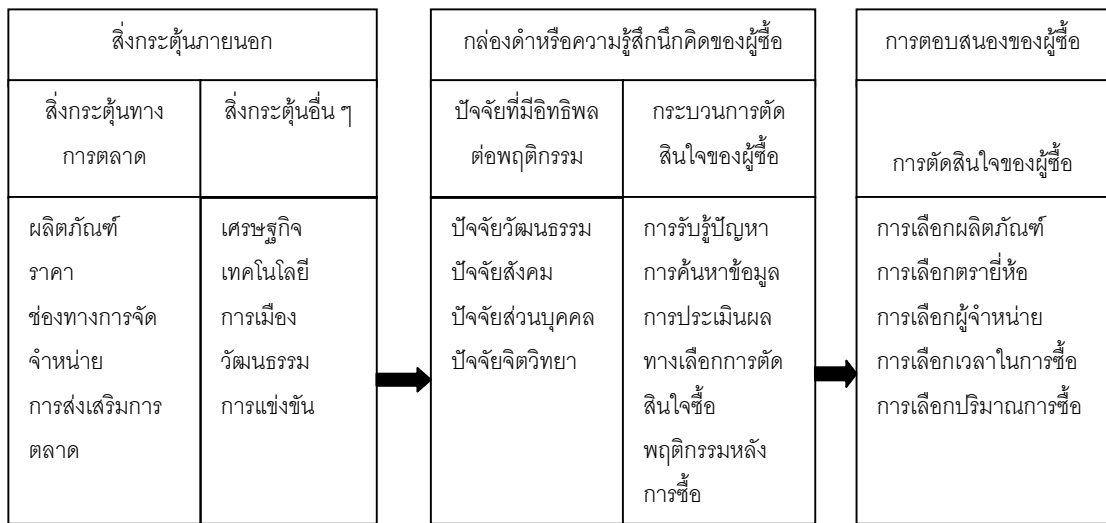 สิ่งกระตุ้นภายนอก
สิ่งกระตุ้นทาง
การตลาด
สิ่งกระตุ้นอื่น ๆ
ผลิตภัณฑ์
ราคา
ช่องทางการจัด
จำหน่าย
การส่งเสริมการ
ตลาด
เศรษฐกิจ
เทคโนโลยี
การเมือง
วัฒนธรรม
การแข่งขัน
กล่องดำหรือความรู้สึกนึกคิดของผู้ซื้อ
ปัจจัยที่มีอิทธิพล
ต่อพฤติกรรม
กระบวนการตัด
สินใจของผู้ซื้อ
ปัจจัยวัฒนธรรม
ปัจจัยสังคม
ปัจจัยส่วนบุคคล
ปัจจัยจิตวิทยา
การรับรู้ปัญหา
การค้นหาข้อมูล
การประเมินผล
ทางเลือกการตัด
สินใจซื้อ
พฤติกรรมหลัง
การซื้อ
การตอบสนองของผู้ซื้อ
การตัดสินใจของผู้ซื้อ
การเลือกผลิตภัณฑ์
การเลือกตรายี่ห้อ
การเลือกผู้จำหน่าย
การเลือกเวลาในการซื้อ
การเลือกปริมาณการซื้อ